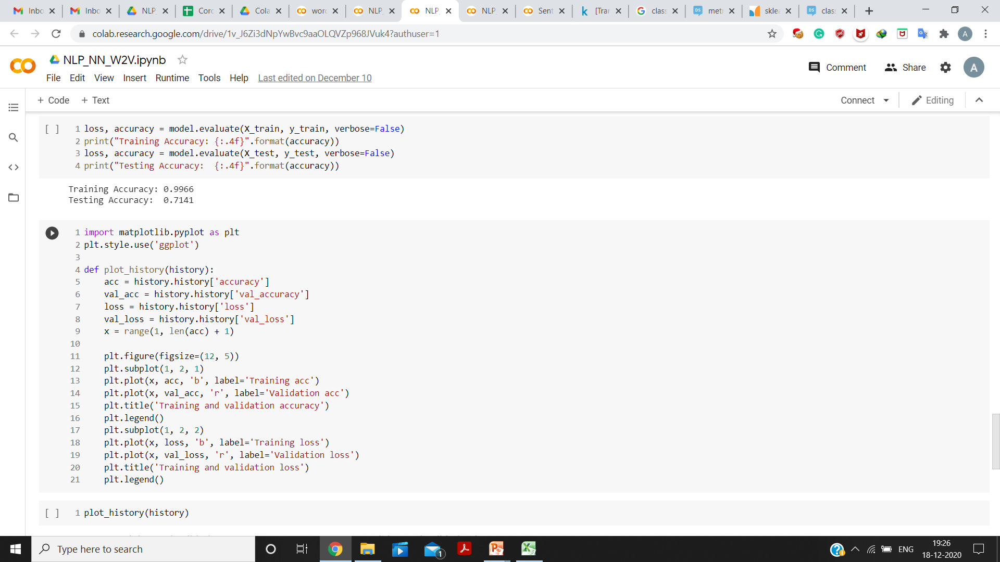 Inbo
Inbo
NLP_
Corc
Cola
wor
NLP_
NLP_
NLP_
Sent
[Trar
class
metr
sklea
class
colab.research.google.com/drive/1v_J6Zi3dNpYwBvc9aaOLQVZp968JVuk4?authuser=1
NLP_NN_W2V.ipynb
File Edit View Insert Runtime Tools Help Last edited on December 10
Comment
Share
A
+ Code + Text
Connect
Editing
[ ]
1 loss, accuracy = model.evaluate(X_train, y_train, verbose=False)
2 print("Training Accuracy: {:.4f}".format(accuracy))
3 loss, accuracy = model.evaluate(X_test, y_test, verbose=False)
4 print("Testing Accuracy:  {:.4f}".format(accuracy))
Training Accuracy: 0.9966
Testing Accuracy:  0.7141
1 import matplotlib.pyplot as plt
2 plt.style.use('ggplot')
3
4 def plot_history(history):
5     acc = history.history['accuracy']
6     val_acc = history.history['val_accuracy']
7     loss = history.history['loss']
8     val_loss = history.history['val_loss']
9     x = range(1, len(acc) + 1)
10
11     plt.figure(figsize=(12, 5))
12     plt.subplot(1, 2, 1)
13     plt.plot(x, acc, 'b', label='Training acc')
14     plt.plot(x, val_acc, 'r', label='Validation acc')
15     plt.title('Training and validation accuracy')
16     plt.legend()
17     plt.subplot(1, 2, 2)
18     plt.plot(x, loss, 'b', label='Training loss')
19     plt.plot(x, val_loss, 'r', label='Validation loss')
20     plt.title('Training and validation loss')
21     plt.legend()
[ ]
1 plot_history(history)
Type here to search
1
ENG
19:26
18-12-2020